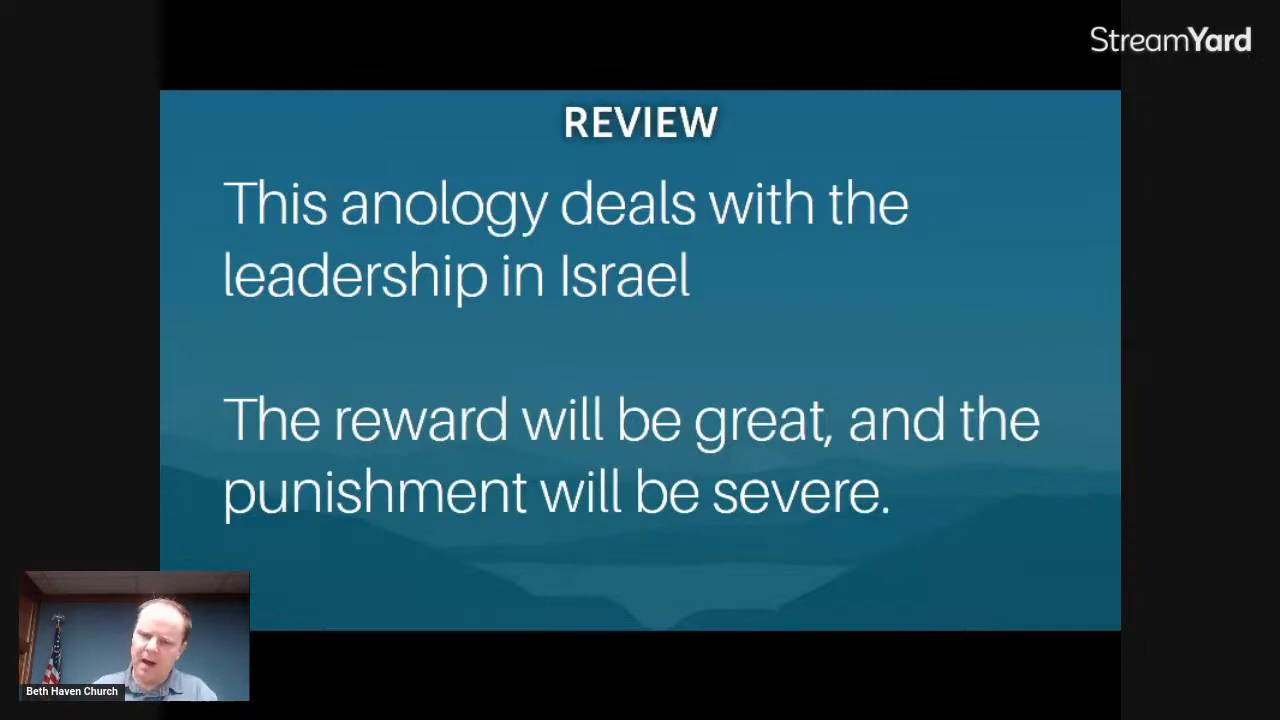 StreamYard
REVIEW
This anology deals with the
leadership in Israel
The reward will be great, and the
punishment will be severe.
Beth Haven Church